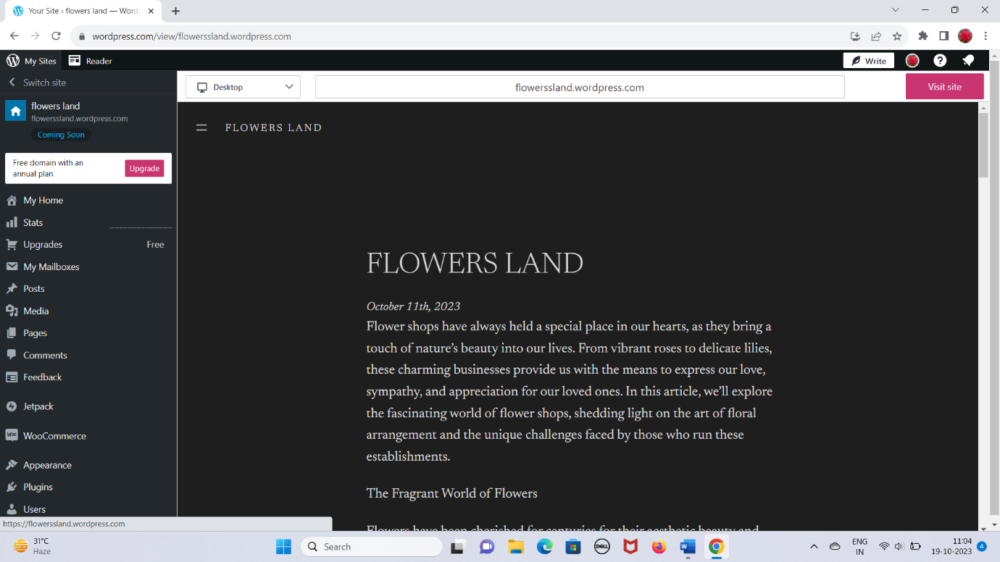 Your Site ‹ flowers land — Word
wordpress.com/view/flowerssland.wordpress.com
My Sites
Reader
Write
Switch site
flowers land
flowerssland.wordpress.com
Coming Soon
Free domain with an
annual plan
Upgrade
My Home
Stats
Upgrades
Free
My Mailboxes
Posts
Media
Pages
Comments
Feedback
Jetpack
WooCommerce
Appearance
Plugins
Users
https://flowerssland.wordpress.com
Desktop
flowerssland.wordpress.com
Visit site
FLOWERS LAND
FLOWERS LAND
October 11th, 2023
Flower shops have always held a special place in our hearts, as they bring a
touch of nature’s beauty into our lives. From vibrant roses to delicate lilies,
these charming businesses provide us with the means to express our love,
sympathy, and appreciation for our loved ones. In this article, we’ll explore
the fascinating world of flower shops, shedding light on the art of floral
arrangement and the unique challenges faced by those who run these
establishments.
The Fragrant World of Flowers
Flowers have been cherished for centuries for their aesthetic beauty and
31°C
Haze
Search
DELL
ENG
IN
11:04
19-10-2023
4